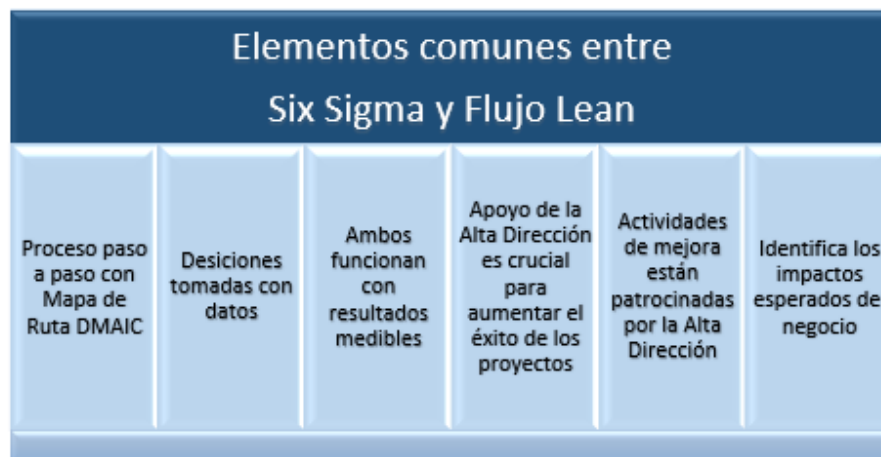 Elementos comunes entre
Six Sigma y Flujo Lean
Proceso paso
a paso con
Mapa de
Ruta DMAIC
Desiciones
tomadas con
datos
Ambos
funcionan
con
resultados
medibles
Apoyo de la
Alta Dirección
es crucial
para
aumentar el
éxito de los
proyectos
Actividades
de mejora
están
patrocinadas
por la Alta
Dirección
Identifica los
impactos
esperados de
negocio